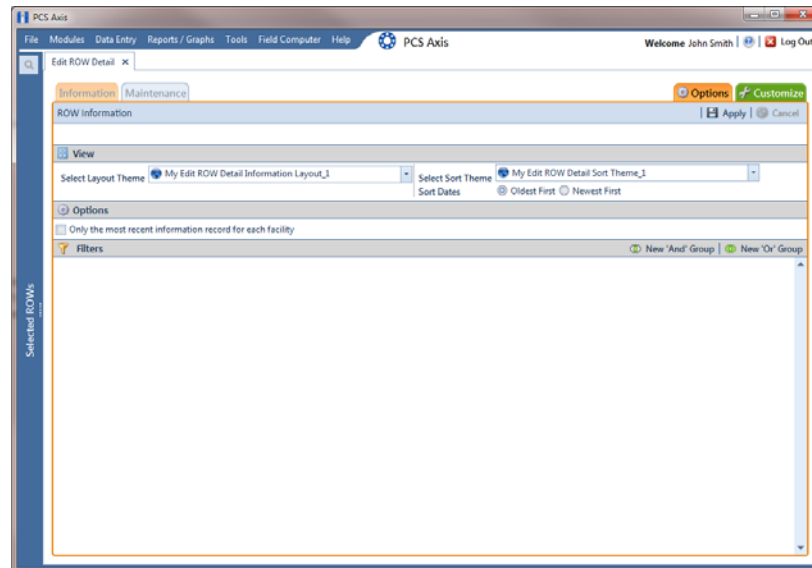 PCS Axis
File Modules Data Entry Reports / Graphs Tools Field Computer Help PCS Axis Welcome John Smith Log Out
Edit ROW Detail
Information Maintenance Options Customize
ROW Information Apply Cancel
View
Select Layout Theme My Edit ROW Detail Information Layout_1 Select Sort Theme My Edit ROW Detail Sort Theme_1
Sort Dates Oldest First Newest First
Options
Only the most recent information record for each facility
Filters New 'And' Group New 'Or' Group
Selected ROWs